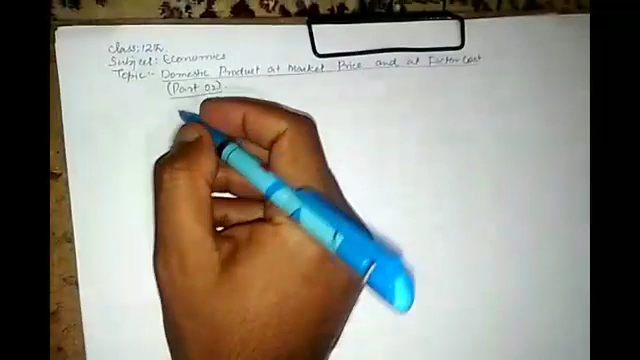 Class: 12th.
Subject: Economics
Topic:- Domestic Product at Market Price and at Factor Cost
(Part 02).